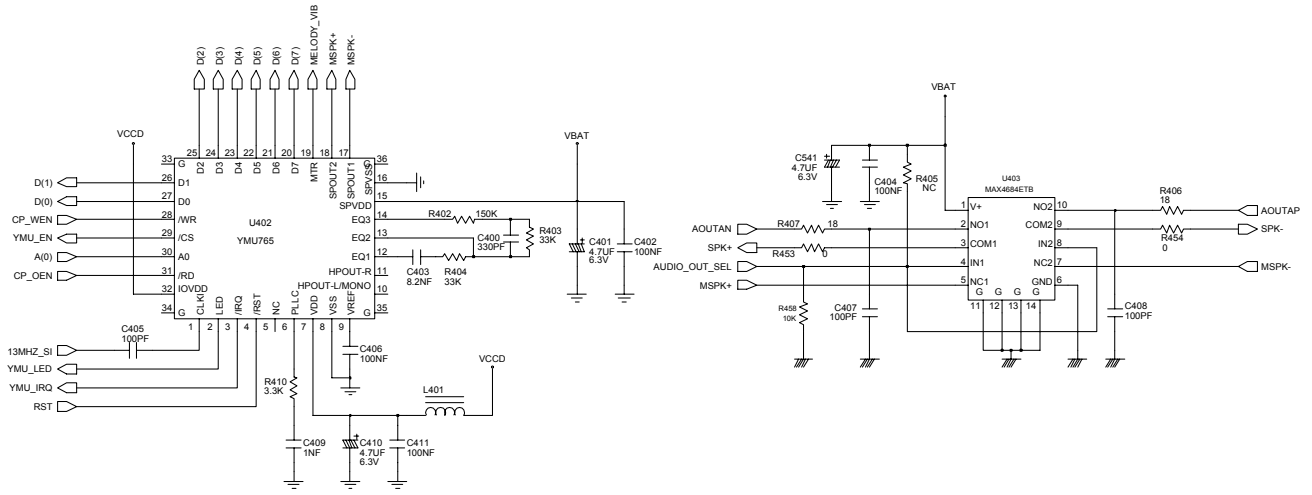 D(2)
D(3)
D(4)
D(5)
D(6)
D(7)
MELODY_VIB
MSPK+
MSPK-
VCCD
25 24 23 22 21 20 19 18 17
33 G
D2 D3 D4 D5 D6 D7 MTR SPOUT2 SPOUT1
G 36
SPVSS 16
SPVDD 15
D(1) 26 D1
D(0) 27 D0
CP_WEN 28 /WR
YMU_EN 29 /CS
A(0) 30 A0
CP_OEN 31 /RD
32 IOVDD
34 G
U402
YMU765
EQ3 14
EQ2 13
EQ1 12
HPOUT-R 11
HPOUT-L/MONO 10
G 35
CLKI LED /IRQ /RST NC PLLC VDD VSS VREF
1 2 3 4 5 6 7 8 9
R402 150K
C400
330PF
R403
33K
C403
8.2NF
R404
33K
VBAT
C401
4.7UF
6.3V
C402
100NF
C405
100PF
13MHZ_SI
YMU_LED
YMU_IRQ
RST
C406
100NF
R410
3.3K
C409
1NF
C410
4.7UF
6.3V
C411
100NF
L401
VCCD
VBAT
C541
4.7UF
6.3V
C404
100NF
R405
NC
U403
MAX4684ETB
1 V+
2 NO1
3 COM1
4 IN1
5 NC1
NO2 10
COM2 9
IN2 8
NC2 7
GND 6
G G G G
11 12 13 14
AOUTAN
R407 18
SPK+
R453 0
AUDIO_OUT_SEL
MSPK+
R458
10K
C407
100PF
R406
18
AOUTAP
R454
0
SPK-
MSPK-
C408
100PF